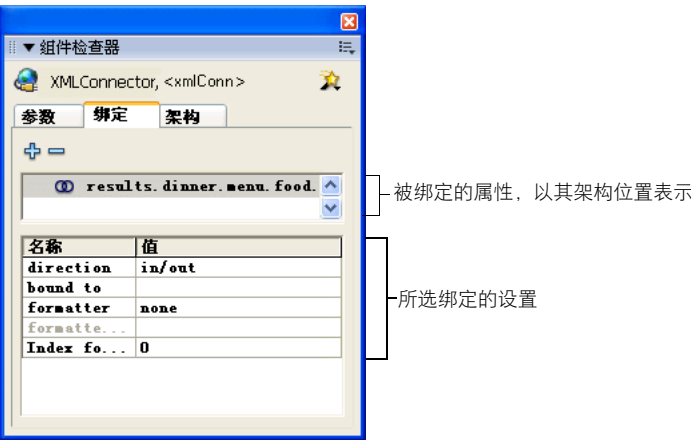 组件检查器
XMLConnector, <xmlConn>
参数 绑定 架构
results.dinner.menu.food.
被绑定的属性，以其架构位置表示
名称 值
direction in/out
bound to
formatter none
formatte...
Index fo... 0
所选绑定的设置